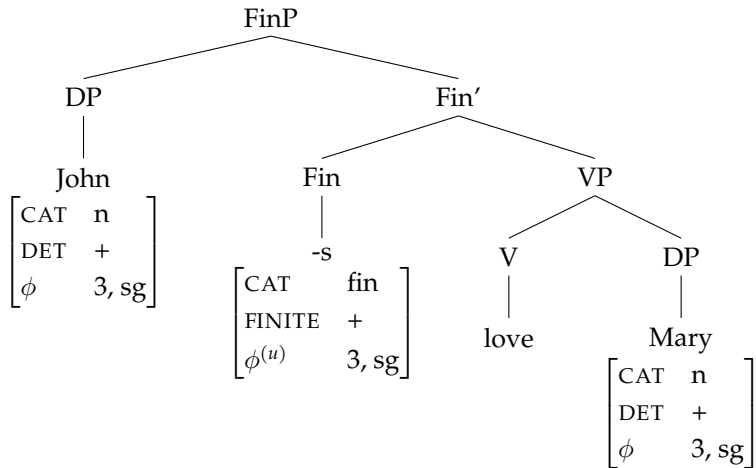 FinP
DP Fin'
John Fin VP
CAT n
DET +
ϕ 3, sg
-s V DP
CAT fin
FINITE +
ϕ(u) 3, sg
love Mary
CAT n
DET +
ϕ 3, sg